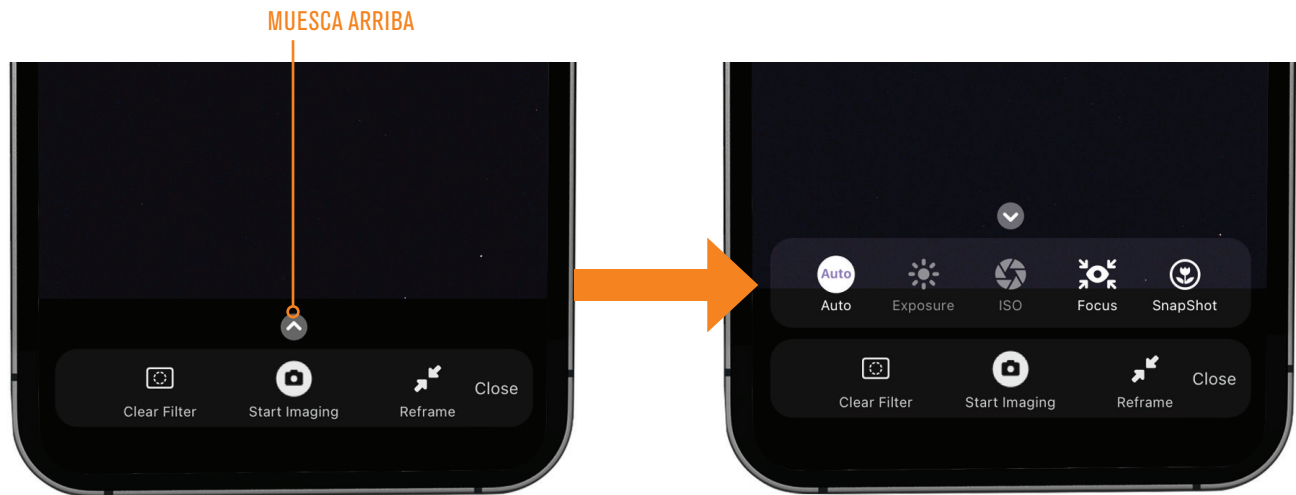 MUESCA ARRIBA
Clear Filter
Start Imaging
Reframe
Close
Auto
Auto
Exposure
ISO
Focus
SnapShot
Clear Filter
Start Imaging
Reframe
Close